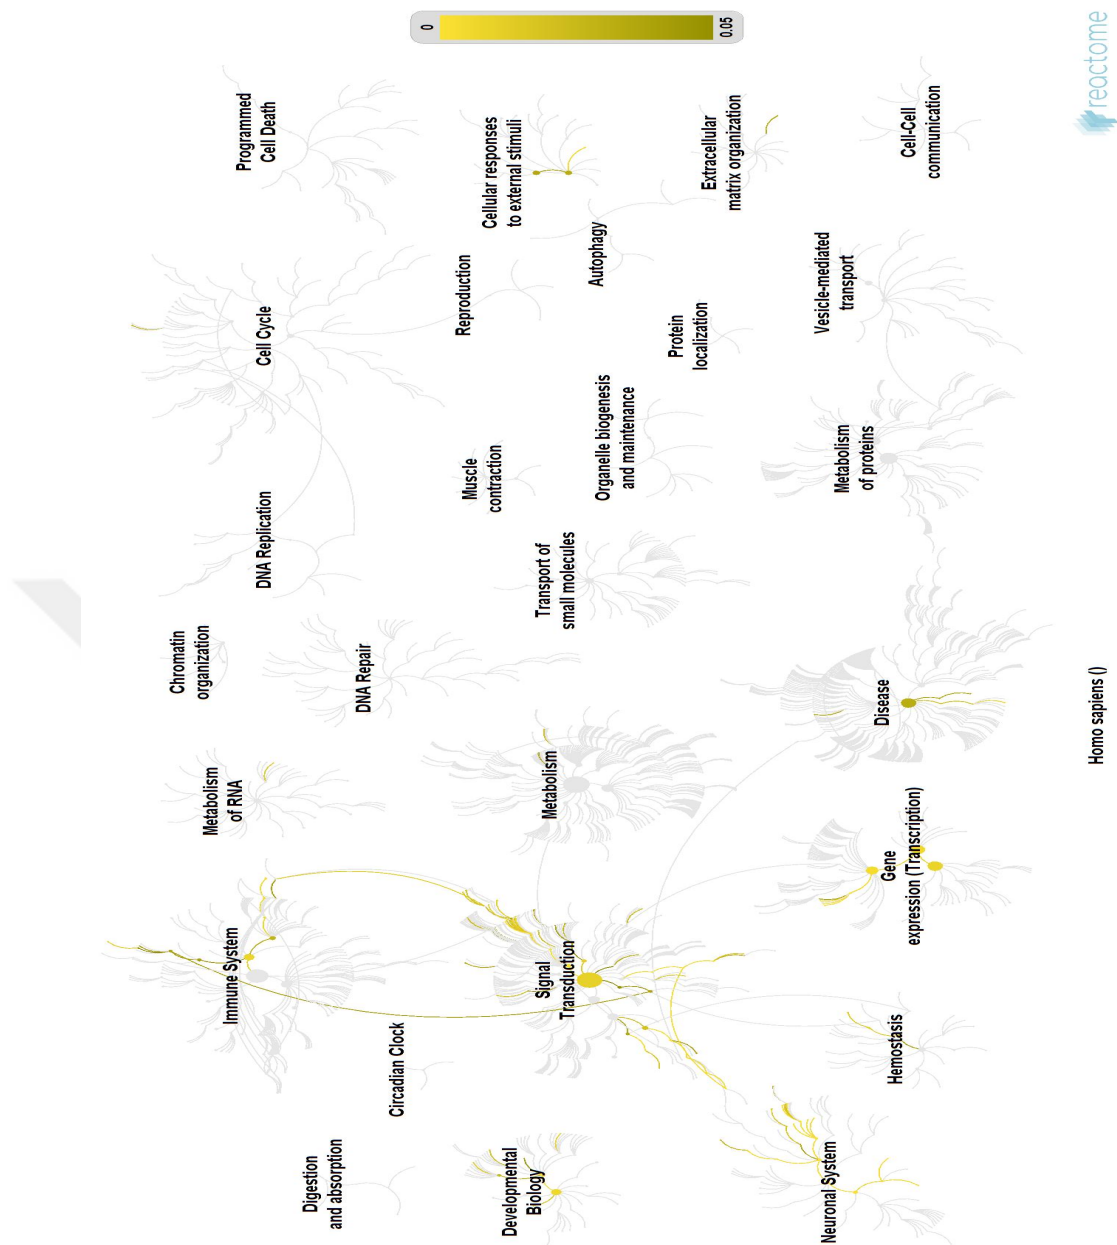 0
0.05
reactome
Programmed
Cell Death
Cellular responses
to external stimuli
Extracellular
matrix organization
Cell-Cell
communication
Cell Cycle
Reproduction
Autophagy
Protein
localization
Vesicle-mediated
transport
DNA Replication
Muscle
contraction
Organelle biogenesis
and maintenance
Metabolism
of proteins
Chromatin
organization
DNA Repair
Transport of
small molecules
Disease
Metabolism
of RNA
Metabolism
Gene
expression (Transcription)
Immune System
Signal
Transduction
Circadian Clock
Hemostasis
Digestion
and absorption
Developmental
Biology
Neuronal System
Homo sapiens ()